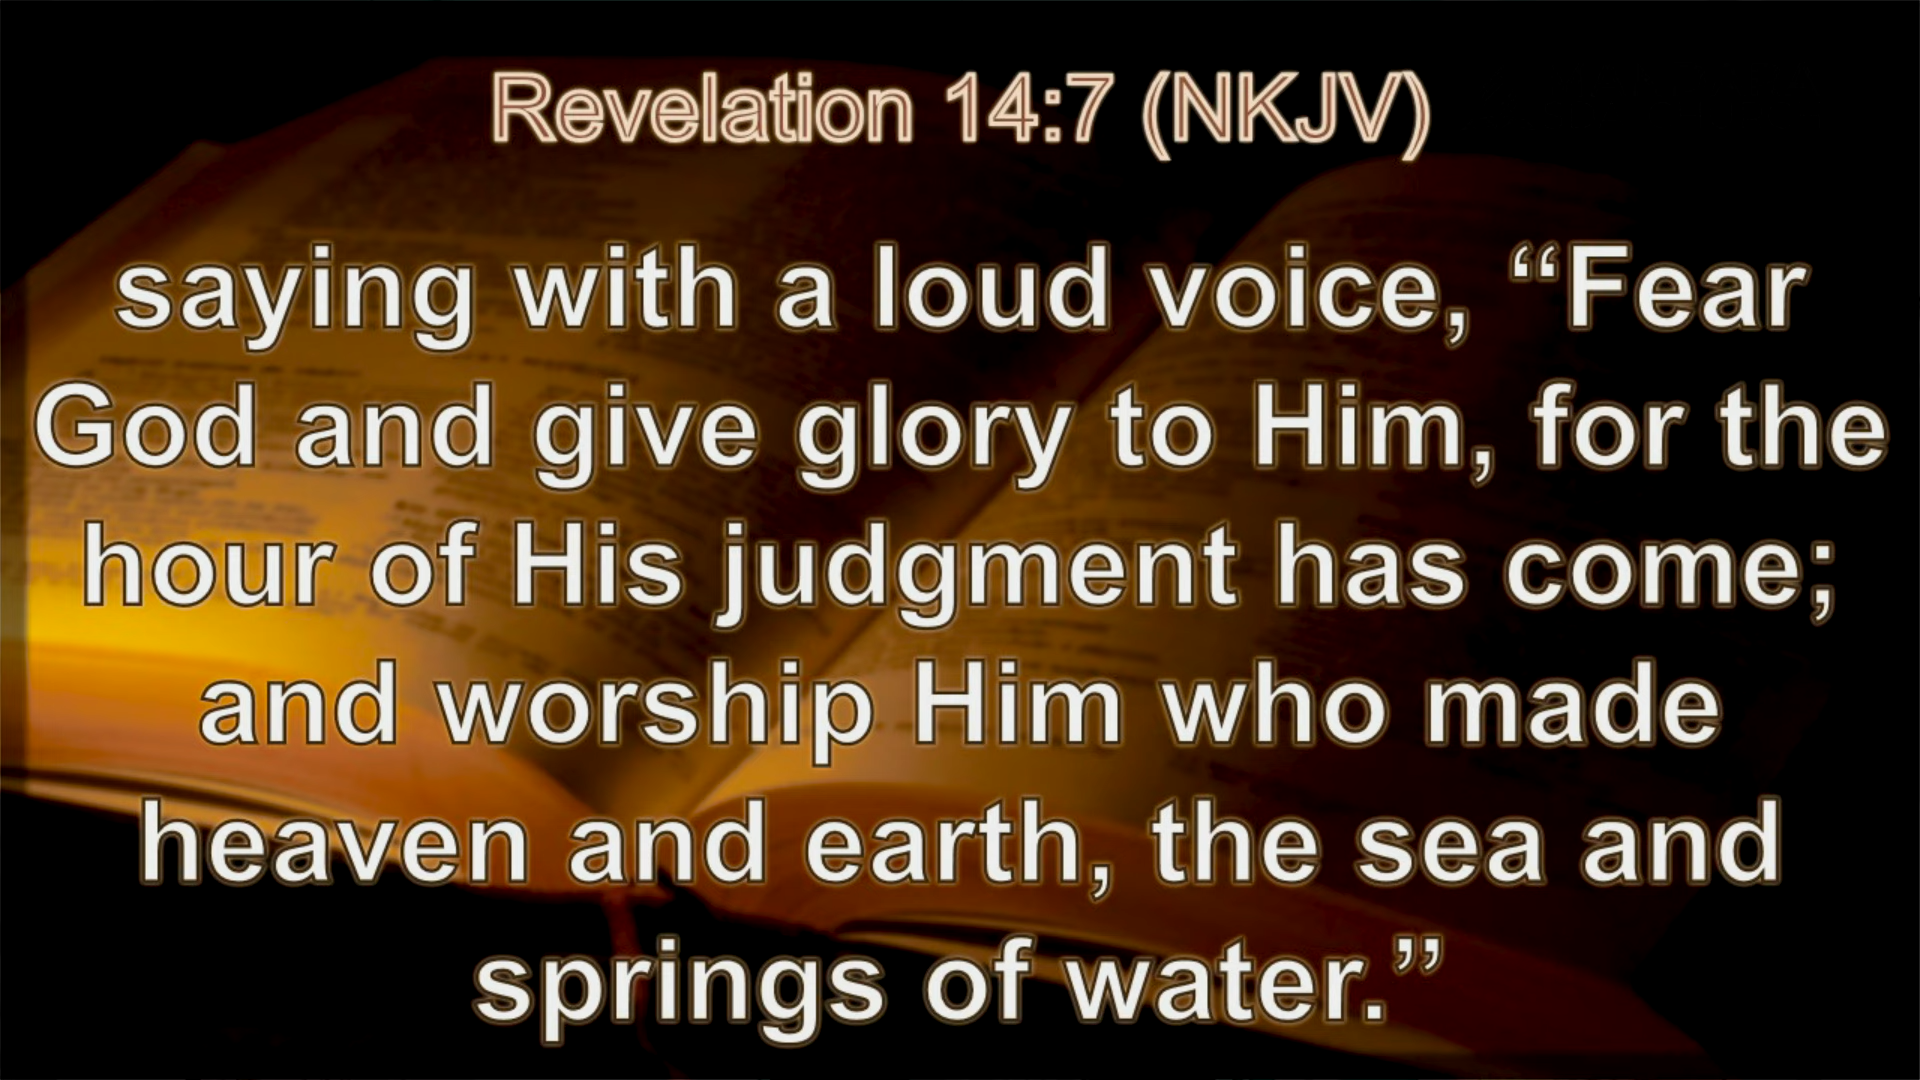 Revelation 14:7 (NKJV)
saying with a loud voice, “Fear
God and give glory to Him, for the
hour of His judgment has come;
and worship Him who made
heaven and earth, the sea and
springs of water.”